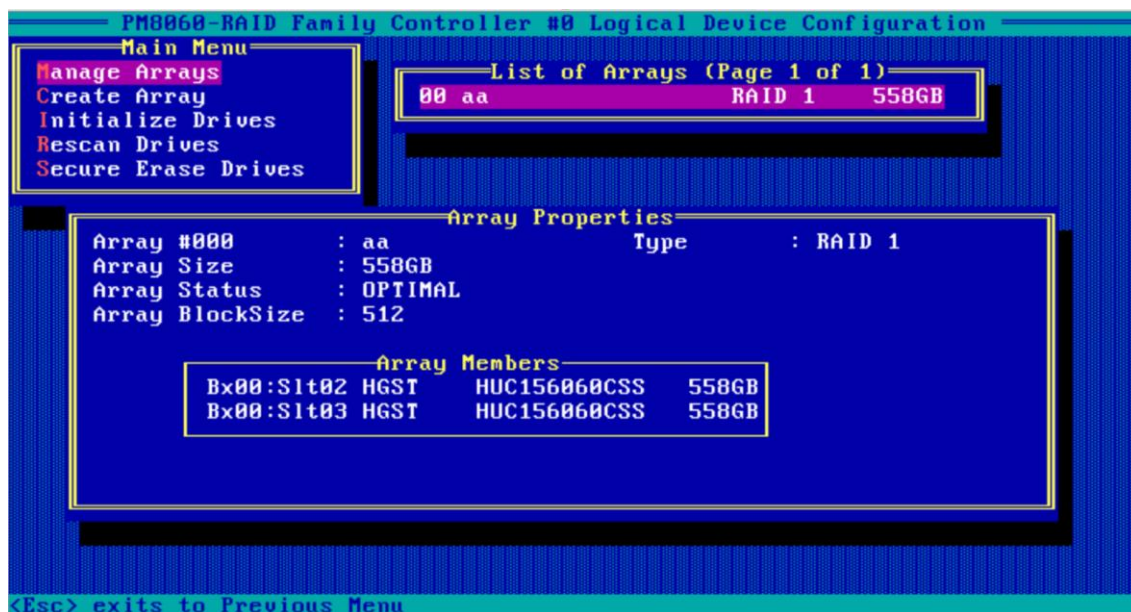 PM8060-RAID Family Controller #0 Logical Device Configuration
Main Menu
Manage Arrays
Create Array
Initialize Drives
Rescan Drives
Secure Erase Drives
List of Arrays (Page 1 of 1)
00 aa RAID 1 558GB
Array Properties
Array #000 : aa Type : RAID 1
Array Size : 558GB
Array Status : OPTIMAL
Array BlockSize : 512
Array Members
Bx00:Slt02 HGST HUC156060CSS 558GB
Bx00:Slt03 HGST HUC156060CSS 558GB
<Esc> exits to Previous Menu